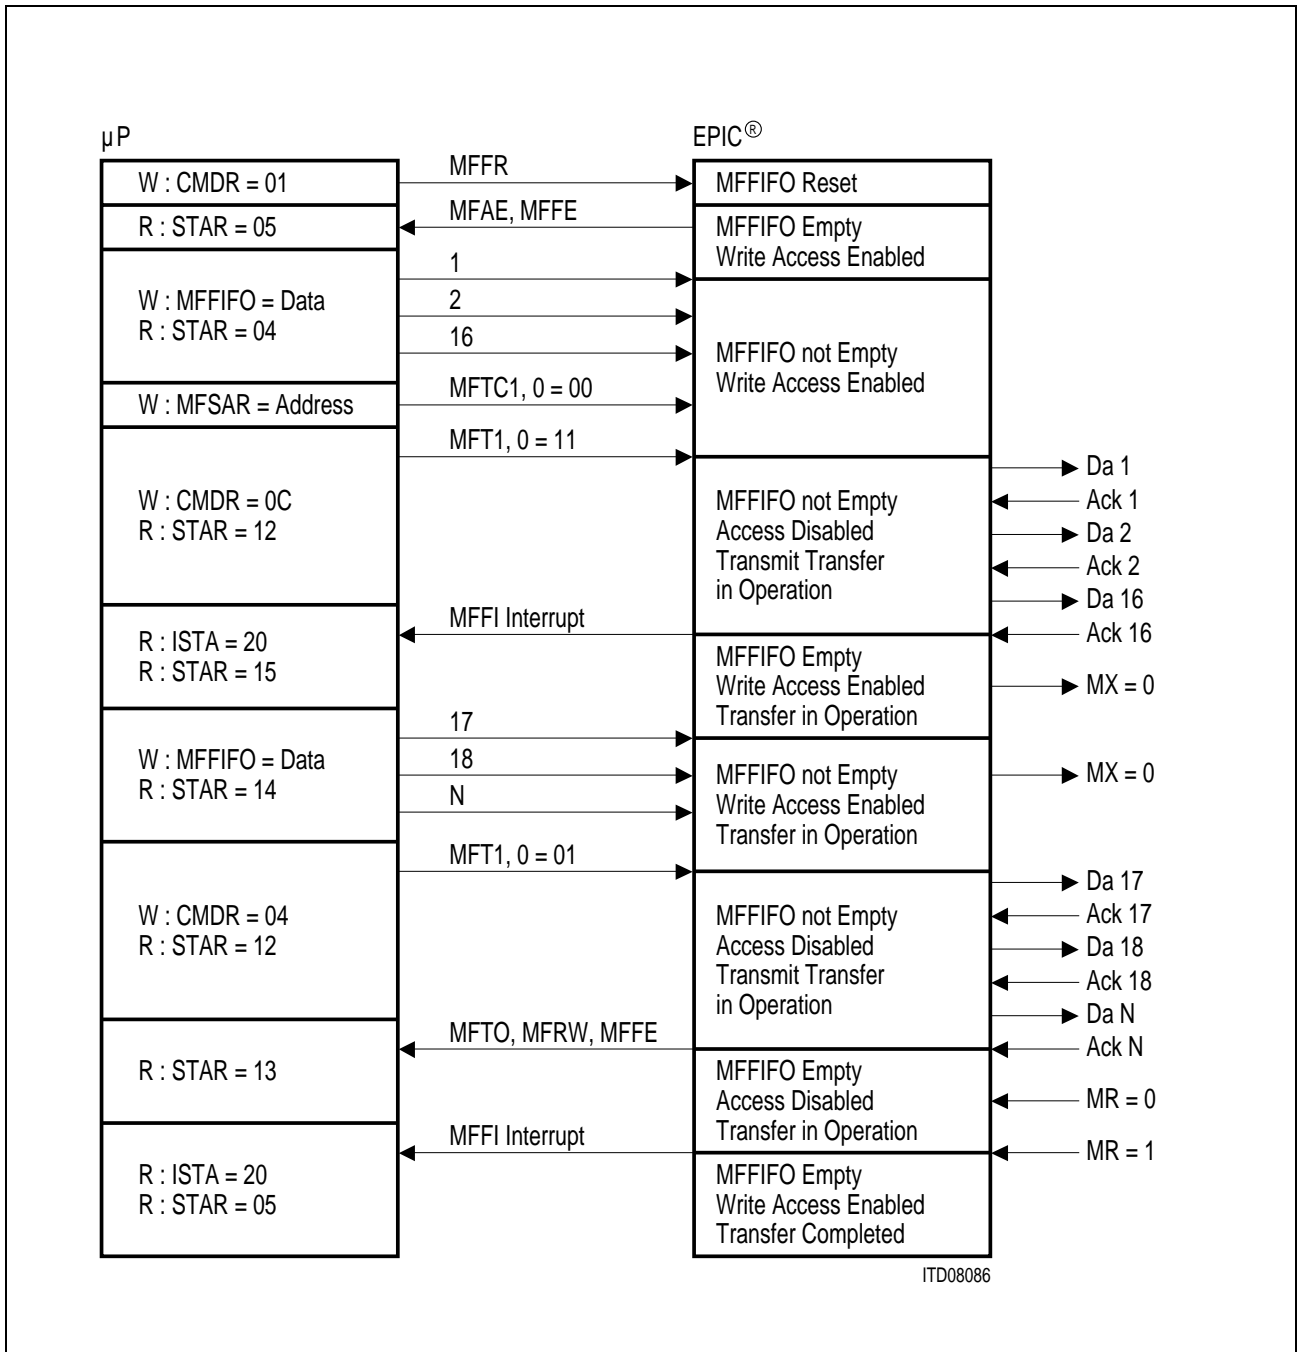 µP
EPIC®
W : CMDR = 01
MFFR
MFFIFO Reset
R : STAR = 05
MFAE, MFFE
MFFIFO Empty
Write Access Enabled
W : MFFIFO = Data
R : STAR = 04
1
2
16
MFFIFO not Empty
Write Access Enabled
W : MFSAR = Address
MFTC1, 0 = 00
MFT1, 0 = 11
W : CMDR = 0C
R : STAR = 12
MFFIFO not Empty
Access Disabled
Transmit Transfer
in Operation
Da 1
Ack 1
Da 2
Ack 2
Da 16
Ack 16
MFFI Interrupt
R : ISTA = 20
R : STAR = 15
MFFIFO Empty
Write Access Enabled
Transfer in Operation
MX = 0
W : MFFIFO = Data
R : STAR = 14
17
18
N
MFFIFO not Empty
Write Access Enabled
Transfer in Operation
MX = 0
MFT1, 0 = 01
W : CMDR = 04
R : STAR = 12
MFFIFO not Empty
Access Disabled
Transmit Transfer
in Operation
Da 17
Ack 17
Da 18
Ack 18
Da N
Ack N
MFTO, MFRW, MFFE
R : STAR = 13
MFFIFO Empty
Access Disabled
Transfer in Operation
MR = 0
MFFI Interrupt
MR = 1
R : ISTA = 20
R : STAR = 05
MFFIFO Empty
Write Access Enabled
Transfer Completed
ITD08086